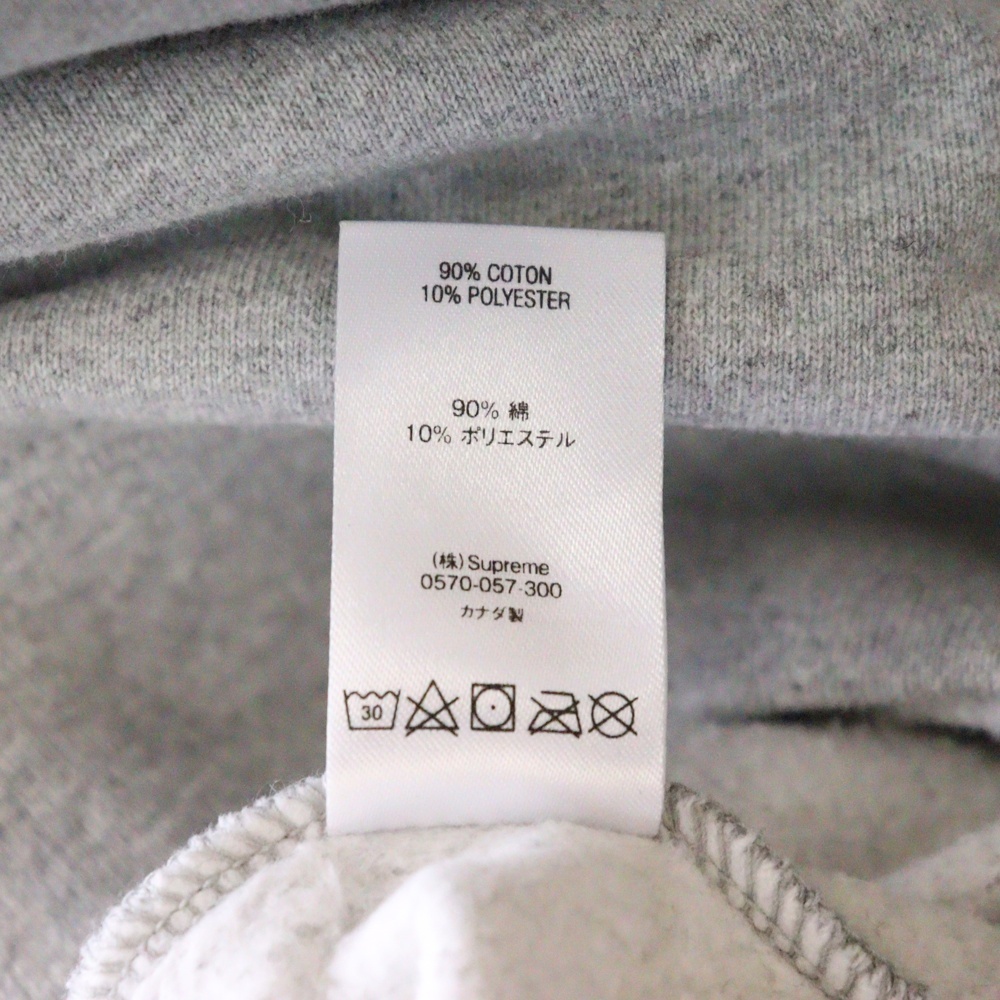 90% COTON
10% POLYESTER
90% 綿
10% ポリエステル
(株)Supreme
0570-057-300
カナダ製
30